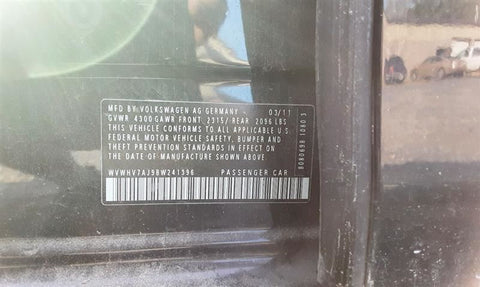 MFD BY VOLKSWAGEN AG GERMANY - 03/11
GVWR 4300 GAWR FRONT: 2315/ REAR 2096 LBS
THIS VEHICLE CONFORMS TO ALL APPLICABLE
FEDERAL MOTOR VEHICLE SAFETY, BUMPER AND
THEFT PREVENTION STANDARDS IN EFFECT
ON THE DATE OF MANUFACTURE SHOWN ABOVE
WVWHV7AJ9BW241396 PASSENGER CAR